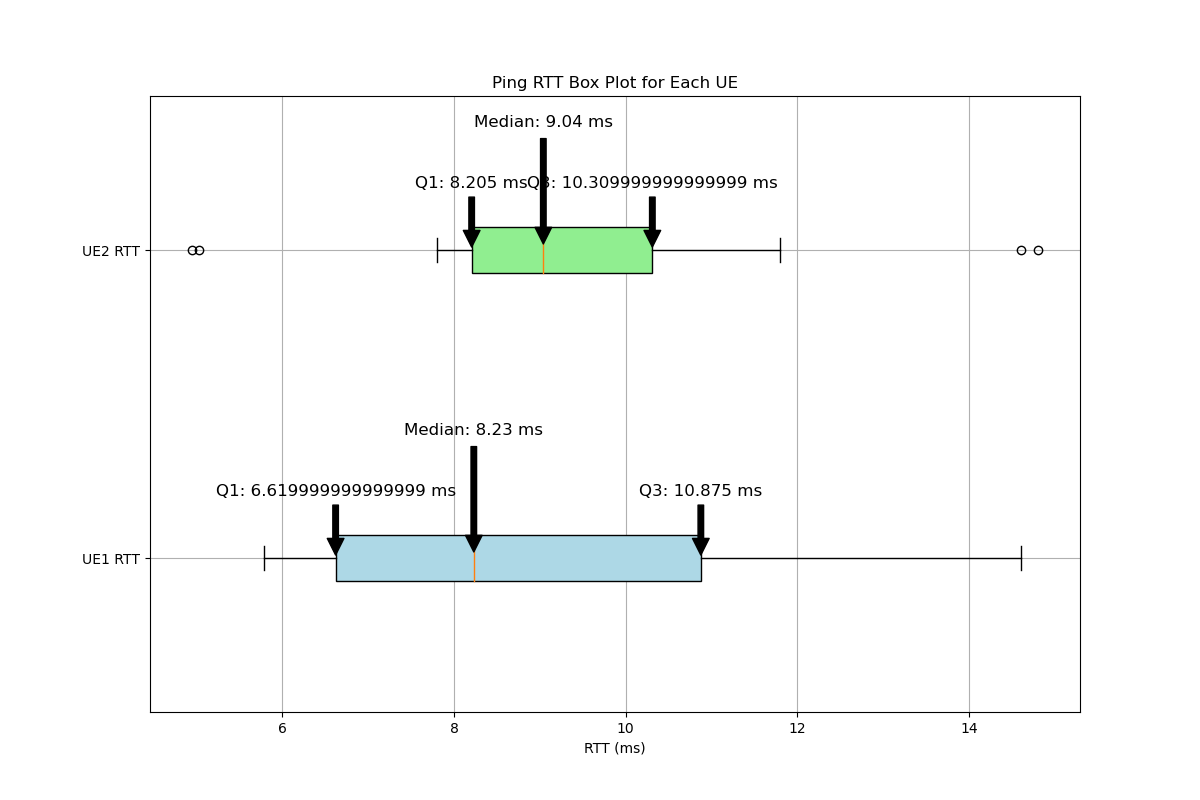 Ping RTT Box Plot for Each UE
Median: 9.04 ms
Q1: 8.205 ms
Q3: 10.309999999999999 ms
UE2 RTT
Median: 8.23 ms
Q1: 6.619999999999999 ms
Q3: 10.875 ms
UE1 RTT
6 8 10 12 14
RTT (ms)